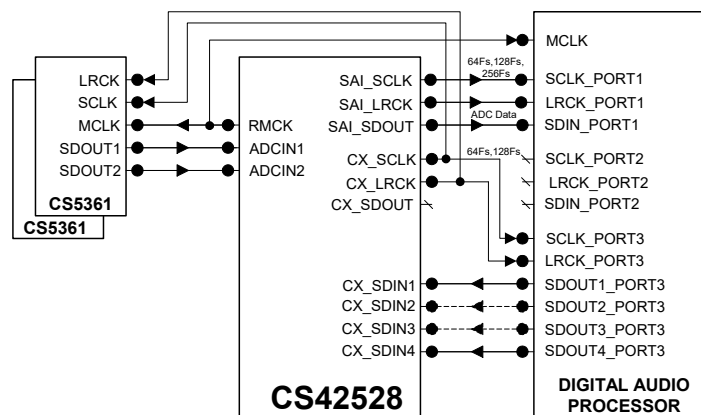 LRCK
SCLK
MCLK
SDOUT1
SDOUT2
CS5361
CS5361
RMCK
ADCIN1
ADCIN2
SAI_SCLK
SAI_LRCK
SAI_SDOUT
CX_SCLK
CX_LRCK
CX_SDOUT
CX_SDIN1
CX_SDIN2
CX_SDIN3
CX_SDIN4
CS42528
64Fs,128Fs,
256Fs
ADC Data
64Fs,128Fs
MCLK
SCLK_PORT1
LRCK_PORT1
SDIN_PORT1
SCLK_PORT2
LRCK_PORT2
SDIN_PORT2
SCLK_PORT3
LRCK_PORT3
SDOUT1_PORT3
SDOUT2_PORT3
SDOUT3_PORT3
SDOUT4_PORT3
DIGITAL AUDIO
PROCESSOR